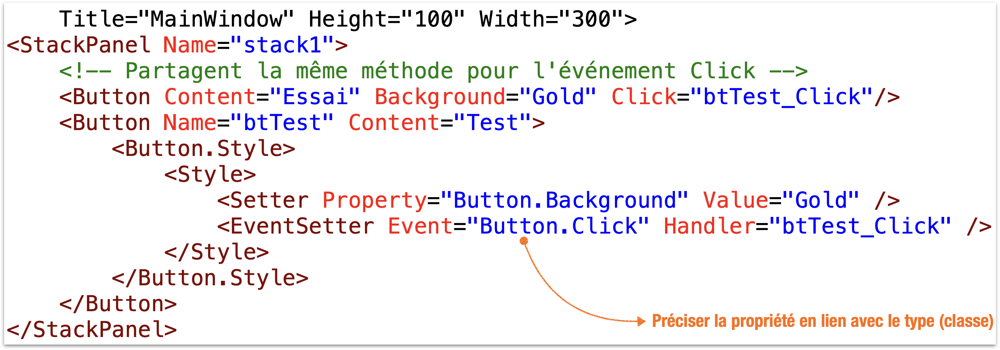 Title="MainWindow" Height="100" Width="300">
<StackPanel Name="stack1">
<!-- Partagent la même méthode pour l'événement Click -->
<Button Content="Essai" Background="Gold" Click="btTest_Click"/>
<Button Name="btTest" Content="Test">
<Button.Style>
<Style>
<Setter Property="Button.Background" Value="Gold" />
<EventSetter Event="Button.Click" Handler="btTest_Click" />
</Style>
</Button.Style>
</Button>
Préciser la propriété en lien avec le type (classe)
</StackPanel>